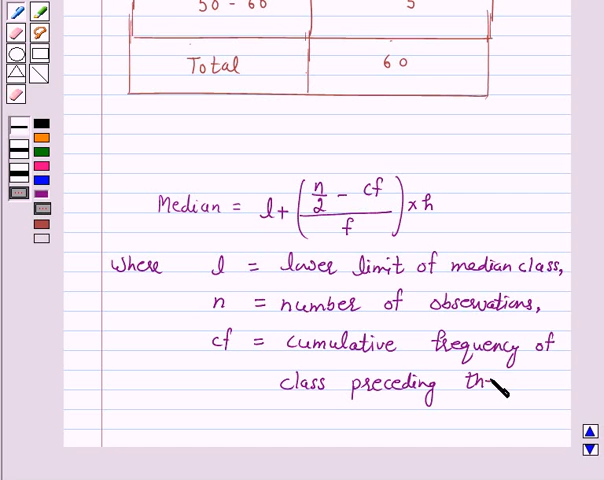 50 - 60 5
Total 60
Median = l + ( (n/2 - cf) / f ) x h
Where l = lower limit of median class,
n = number of observations,
cf = cumulative frequency of
class preceding th